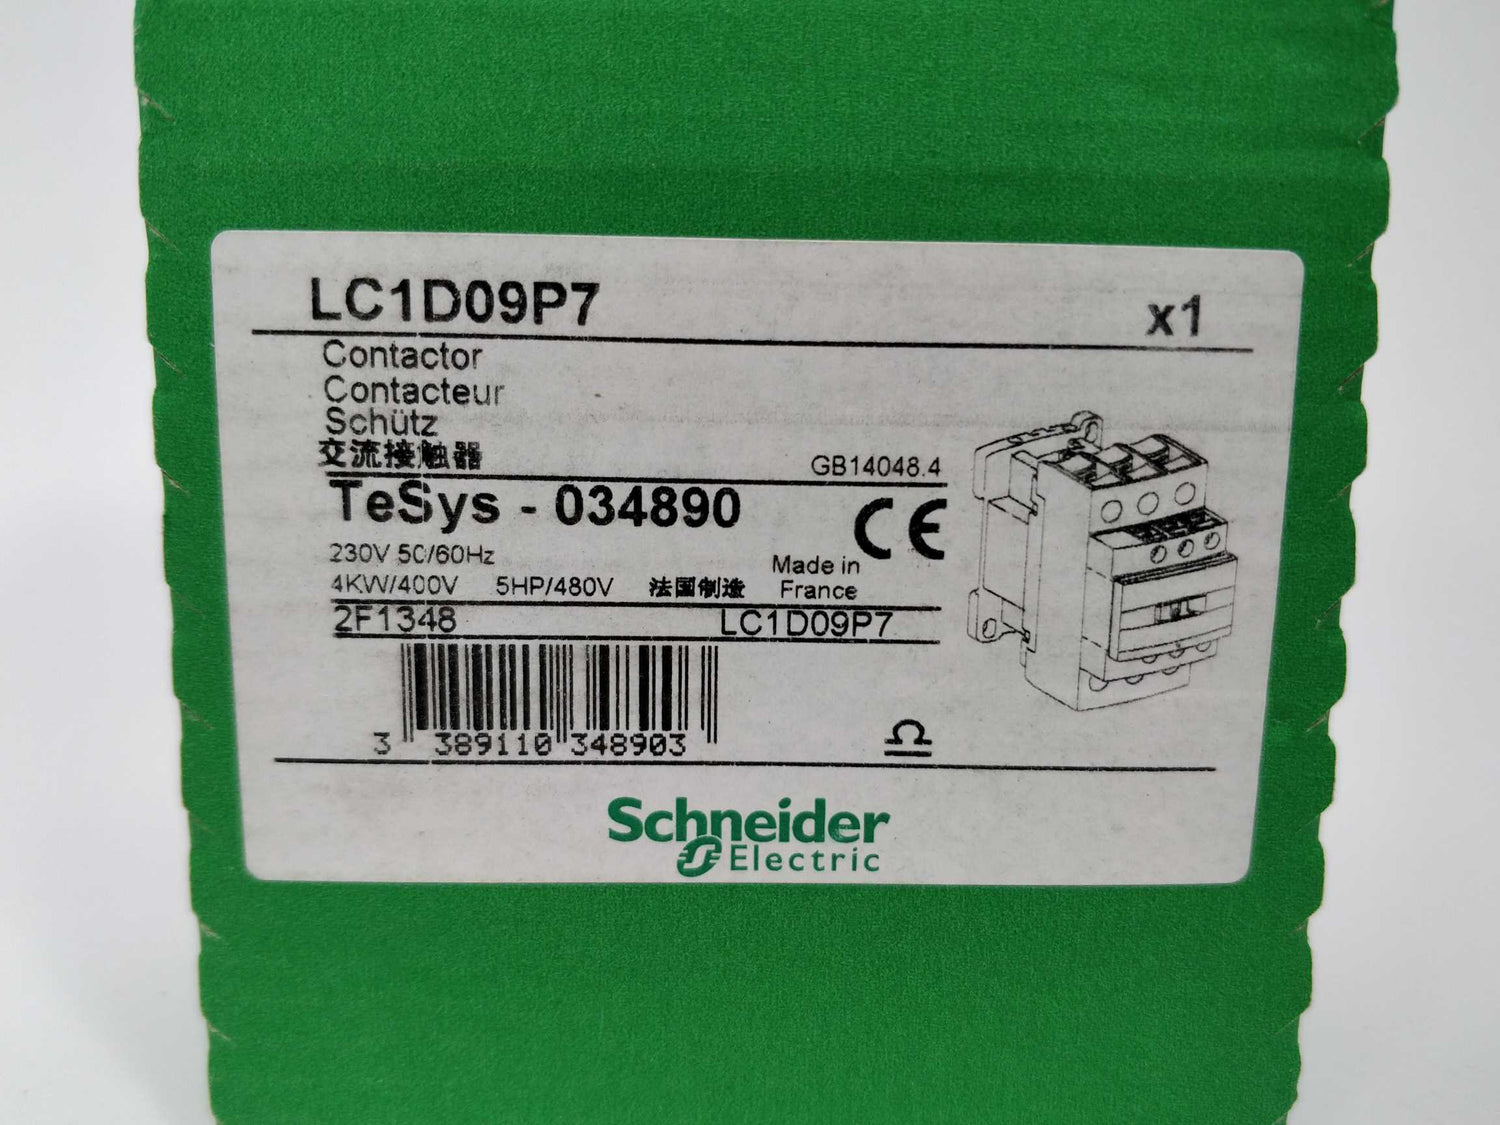 LC1D09P7 x1
Contactor
Contacteur
Schütz
交流接触器 GB14048.4
TeSys - 034890 CE
230V 50/60Hz Made in
4KW/400V 5HP/480V 法国制造 France
2F1348 LC1D09P7
3 389110 348903
Schneider
Electric